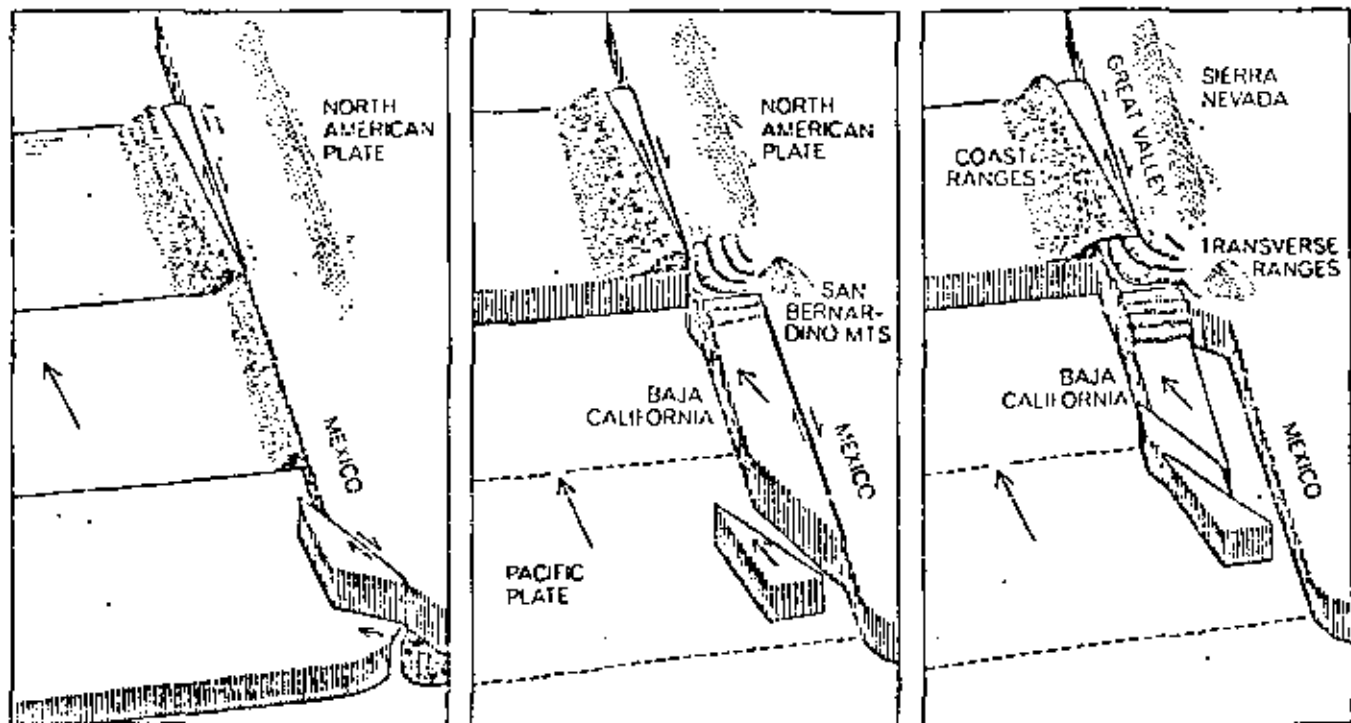 NORTH
AMERICAN
PLATE
MEXICO
NORTH
AMERICAN
PLATE
SAN
BERNAR-
DINO MTS
BAJA
CALIFORNIA
MEXICO
PACIFIC
PLATE
GREAT VALLEY
SIERRA
NEVADA
COAST
RANGES
TRANSVERSE
RANGES
BAJA
CALIFORNIA
MEXICO